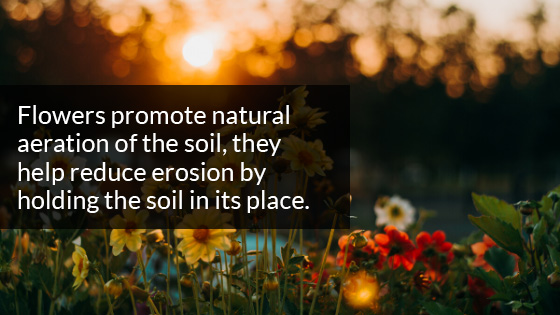 Flowers promote natural
aeration of the soil, they
help reduce erosion by
holding the soil in its place.